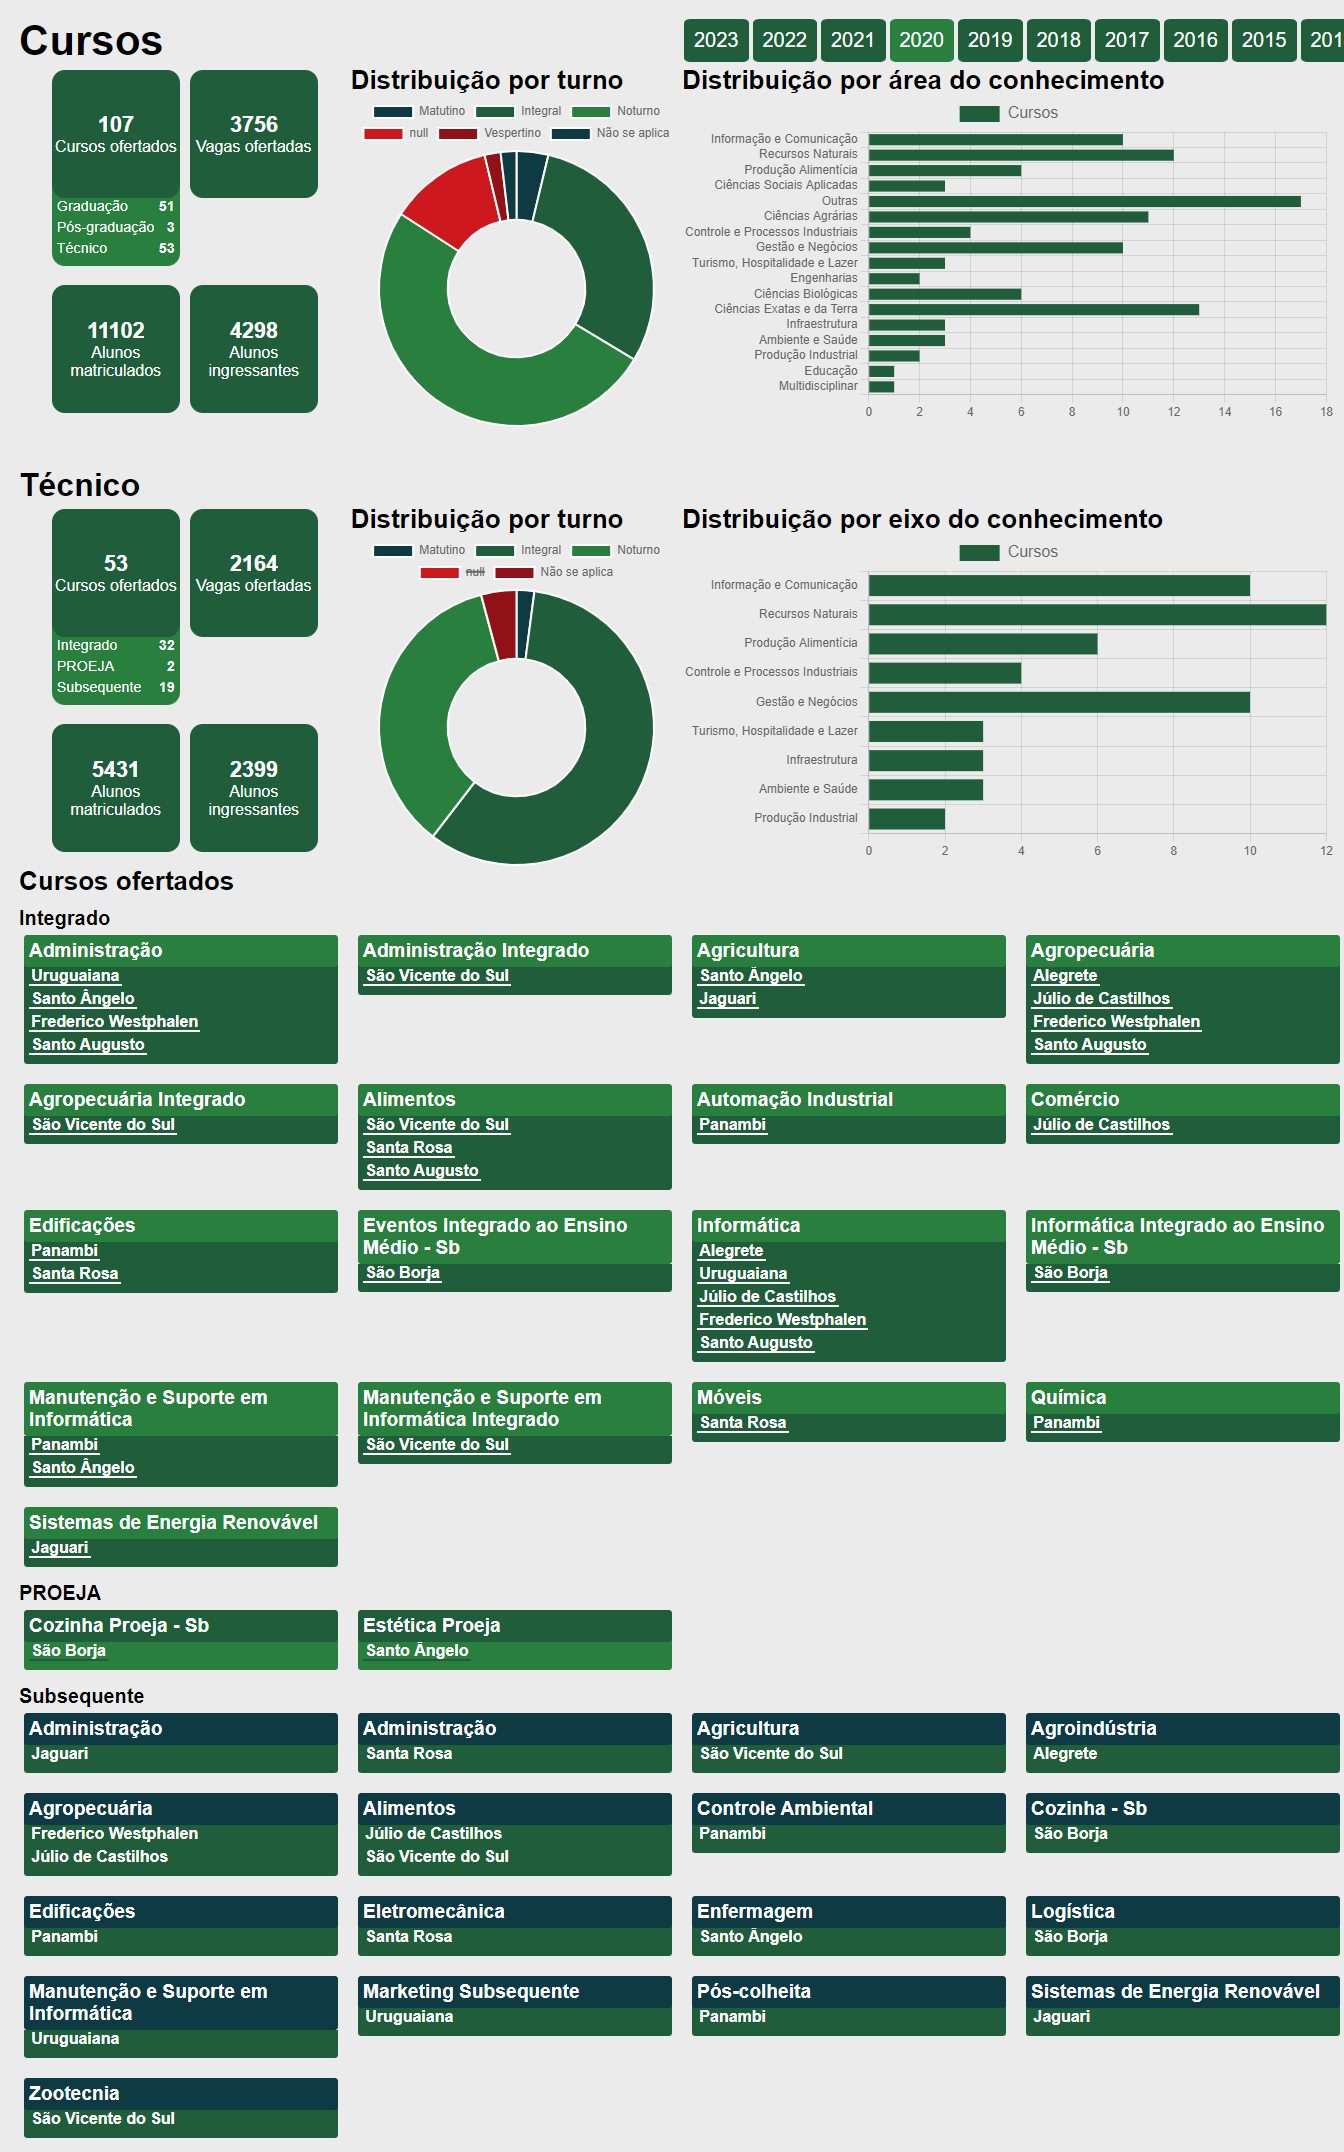 Cursos
2023 2022 2021 2020 2019 2018 2017 2016 2015 201
107
Cursos ofertados
Graduação 51
Pós-graduação 3
Técnico 53
3756
Vagas ofertadas
11102
Alunos
matriculados
4298
Alunos
ingressantes
Distribuição por turno
Matutino Integral Noturno
null Vespertino Não se aplica
Distribuição por área do conhecimento
Cursos
Informação e Comunicação
Recursos Naturais
Produção Alimentícia
Ciências Sociais Aplicadas
Outras
Ciências Agrárias
Controle e Processos Industriais
Gestão e Negócios
Turismo, Hospitalidade e Lazer
Engenharias
Ciências Biológicas
Ciências Exatas e da Terra
Infraestrutura
Ambiente e Saúde
Produção Industrial
Educação
Multidisciplinar
0 2 4 6 8 10 12 14 16 18
Técnico
53
Cursos ofertados
Integrado 32
PROEJA 2
Subsequente 19
2164
Vagas ofertadas
5431
Alunos
matriculados
2399
Alunos
ingressantes
Distribuição por turno
Matutino Integral Noturno
null Não se aplica
Distribuição por eixo do conhecimento
Cursos
Informação e Comunicação
Recursos Naturais
Produção Alimentícia
Controle e Processos Industriais
Gestão e Negócios
Turismo, Hospitalidade e Lazer
Infraestrutura
Ambiente e Saúde
Produção Industrial
0 2 4 6 8 10 12
Cursos ofertados
Integrado
Administração
Uruguaiana
Santo Ângelo
Frederico Westphalen
Santo Augusto
Administração Integrado
São Vicente do Sul
Agricultura
Santo Ângelo
Jaguari
Agropecuária
Alegrete
Júlio de Castilhos
Frederico Westphalen
Santo Augusto
Agropecuária Integrado
São Vicente do Sul
Alimentos
São Vicente do Sul
Santa Rosa
Santo Augusto
Automação Industrial
Panambi
Comércio
Júlio de Castilhos
Edificações
Panambi
Santa Rosa
Eventos Integrado ao Ensino
Médio - Sb
São Borja
Informática
Alegrete
Uruguaiana
Júlio de Castilhos
Frederico Westphalen
Santo Augusto
Informática Integrado ao Ensino
Médio - Sb
São Borja
Manutenção e Suporte em
Informática
Panambi
Santo Ângelo
Manutenção e Suporte em
Informática Integrado
São Vicente do Sul
Móveis
Santa Rosa
Química
Panambi
Sistemas de Energia Renovável
Jaguari
PROEJA
Cozinha Proeja - Sb
São Borja
Estética Proeja
Santo Ângelo
Subsequente
Administração
Jaguari
Administração
Santa Rosa
Agricultura
São Vicente do Sul
Agroindústria
Alegrete
Agropecuária
Frederico Westphalen
Júlio de Castilhos
Alimentos
Júlio de Castilhos
São Vicente do Sul
Controle Ambiental
Panambi
Cozinha - Sb
São Borja
Edificações
Panambi
Eletromecânica
Santa Rosa
Enfermagem
Santo Ângelo
Logística
São Borja
Manutenção e Suporte em
Informática
Uruguaiana
Marketing Subsequente
Uruguaiana
Pós-colheita
Panambi
Sistemas de Energia Renovável
Jaguari
Zootecnia
São Vicente do Sul